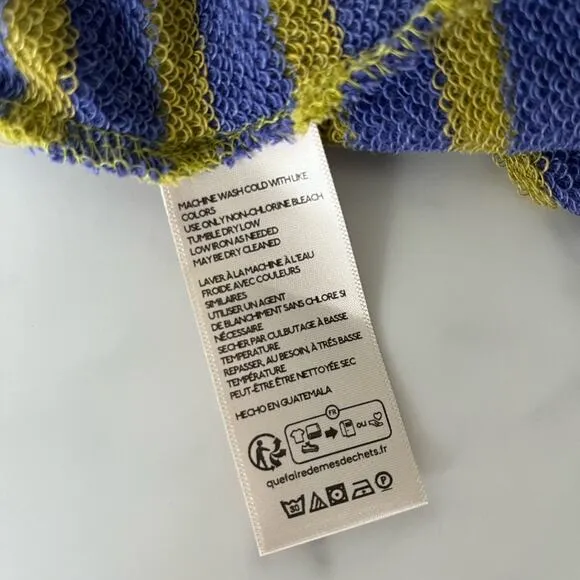 MACHINE WASH COLD WITH LIKE
COLORS
USE ONLY NON-CHLORINE BLEACH
TUMBLE DRY LOW
LOW IRON AS NEEDED
MAY BE DRY CLEANED
LAVER À LA MACHINE À L'EAU
FROIDE AVEC COULEURS
SIMILAIRES
UTILISER UN AGENT
DE BLANCHIMENT SANS CHLORE SI
NÉCESSAIRE
SECHER PAR CULBUTAGE À BASSE
TEMPERATURE
REPASSER, AU BESOIN, À TRÈS BASSE
TEMPÉRATURE
PEUT-ÊTRE ÊTRE NETTOYÉE SEC
HECHO EN GUATEMALA
FR
OU
quefairedemesdechets.fr
30 P